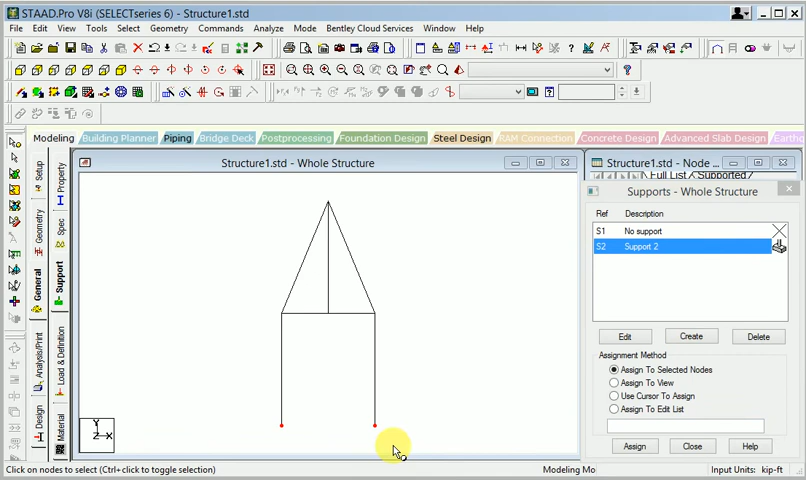 STAAD.Pro V8i (SELECTseries 6) - Structure1.std
File Edit View Tools Select Geometry Commands Analyze Mode Bentley Cloud Services Window Help
Modeling Building Planner Piping Bridge Deck Postprocessing Foundation Design Steel Design RAM Connection Concrete Design Advanced Slab Design Earthq
Structure1.std - Whole Structure
Structure1.std - Node ...
Full List Supported
Supports - Whole Structure
Ref Description
S1 No support
S2 Support 2
Edit Create Delete
Assignment Method
Assign To Selected Nodes
Assign To View
Use Cursor To Assign
Assign To Edit List
Assign Close Help
Setup
Geometry
General
Analysis/Print
Design
Property
Spec
Support
Load & Definition
Material
Y
Z X
Click on nodes to select (Ctrl+click to toggle selection)
Modeling Mo
Input Units: kip-ft